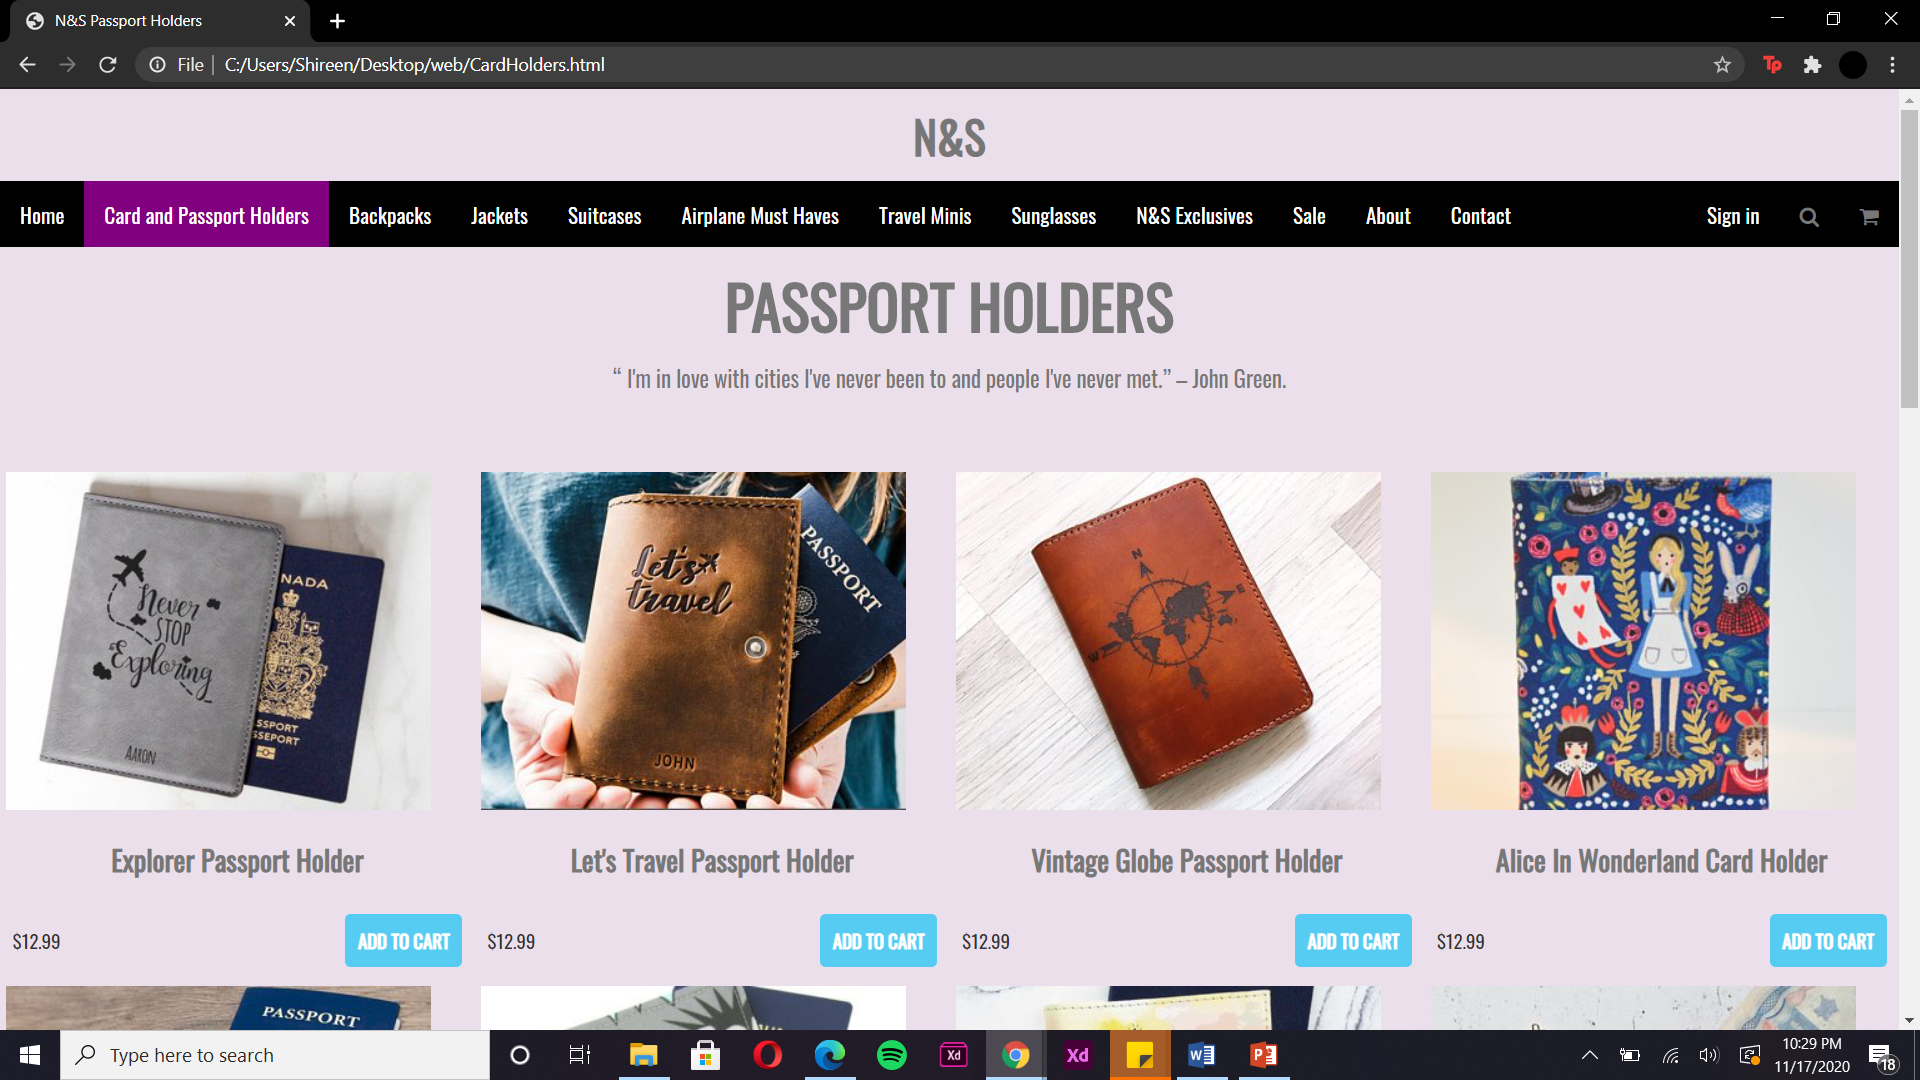 N&S Passport Holders
File
C:/Users/Shireen/Desktop/web/CardHolders.html
Tp
N&S
Home Card and Passport Holders Backpacks Jackets Suitcases Airplane Must Haves Travel Minis Sunglasses N&S Exclusives Sale About Contact Sign in
PASSPORT HOLDERS
“ I'm in love with cities I've never been to and people I've never met.” – John Green.
Never
STOP
Exploring
AARON
NADA
SSPORT
SSEPORT
Let's
travel
JOHN
PASSPORT
N
E
W
Explorer Passport Holder
Let's Travel Passport Holder
Vintage Globe Passport Holder
Alice In Wonderland Card Holder
$12.99 ADD TO CART
$12.99 ADD TO CART
$12.99 ADD TO CART
$12.99 ADD TO CART
PASSPORT
Type here to search
Xd
Xd
10:29 PM
11/17/2020
18